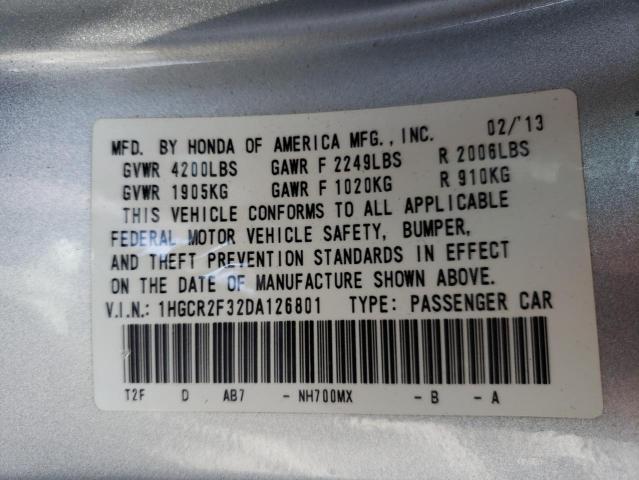 MFD. BY HONDA OF AMERICA MFG., INC. 02/'13
GVWR 4200LBS GAWR F 2249LBS R 2006LBS
GVWR 1905KG GAWR F 1020KG R 910KG
THIS VEHICLE CONFORMS TO ALL APPLICABLE
FEDERAL MOTOR VEHICLE SAFETY, BUMPER,
AND THEFT PREVENTION STANDARDS IN EFFECT
ON THE DATE OF MANUFACTURE SHOWN ABOVE.
V.I.N.: 1HGCR2F32DA126801 TYPE: PASSENGER CAR
T2F D AB7 - NH700MX - B - A